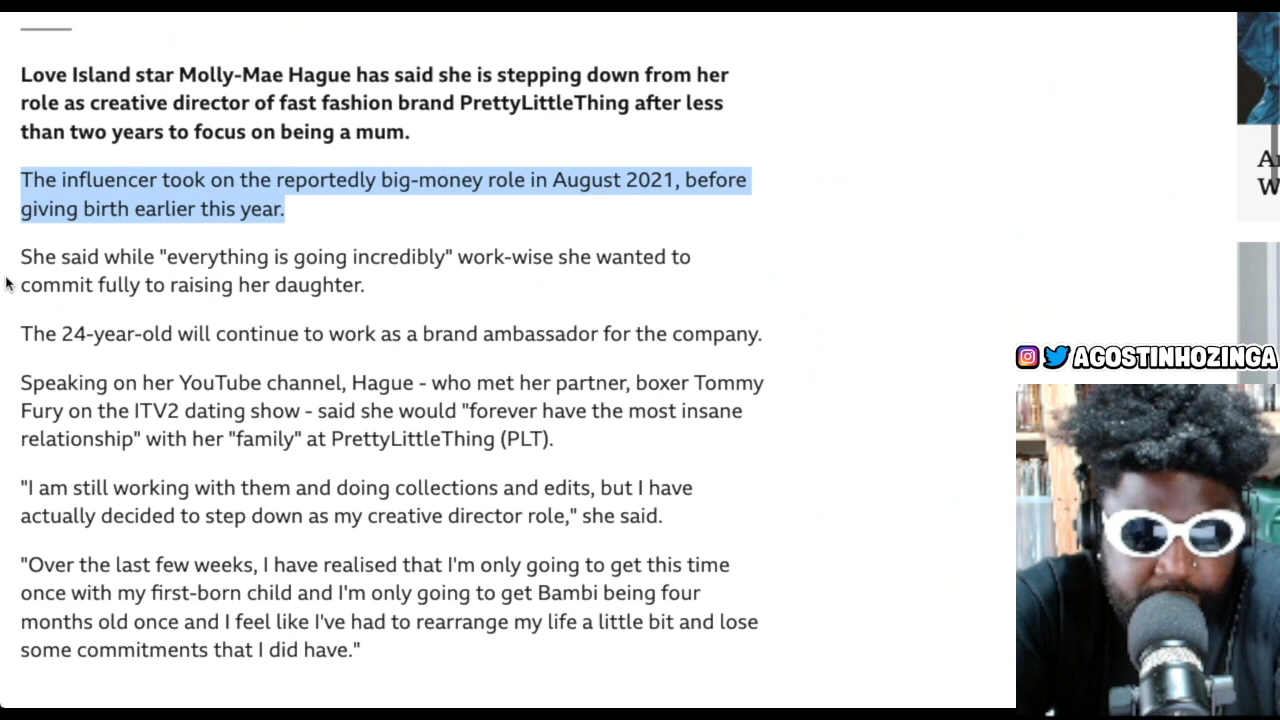 Love Island star Molly-Mae Hague has said she is stepping down from her
role as creative director of fast fashion brand PrettyLittleThing after less
than two years to focus on being a mum.
The influencer took on the reportedly big-money role in August 2021, before
giving birth earlier this year.
She said while "everything is going incredibly" work-wise she wanted to
commit fully to raising her daughter.
The 24-year-old will continue to work as a brand ambassador for the company.
Speaking on her YouTube channel, Hague - who met her partner, boxer Tommy
Fury on the ITV2 dating show - said she would "forever have the most insane
relationship" with her "family" at PrettyLittleThing (PLT).
"I am still working with them and doing collections and edits, but I have
actually decided to step down as my creative director role," she said.
"Over the last few weeks, I have realised that I'm only going to get this time
once with my first-born child and I'm only going to get Bambi being four
months old once and I feel like I've had to rearrange my life a little bit and lose
some commitments that I did have."
AGOSTINHOZINGA